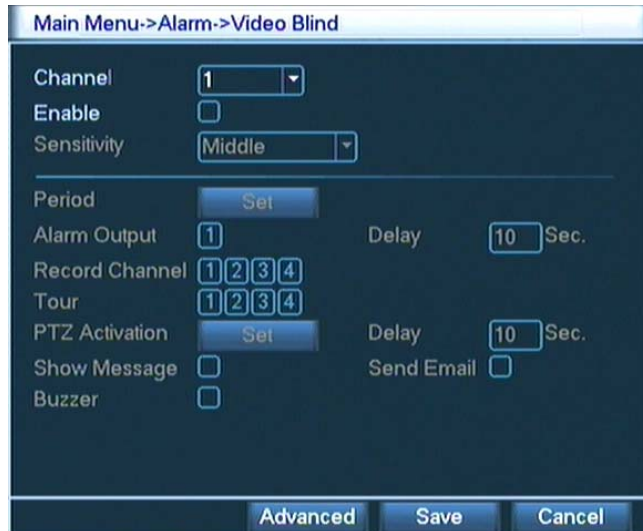 Main Menu->Alarm->Video Blind
Channel 1
Enable
Sensitivity Middle
Period Set
Alarm Output 1 Delay 10 Sec.
Record Channel 1 2 3 4
Tour 1 2 3 4
PTZ Activation Set Delay 10 Sec.
Show Message Send Email
Buzzer
Advanced Save Cancel